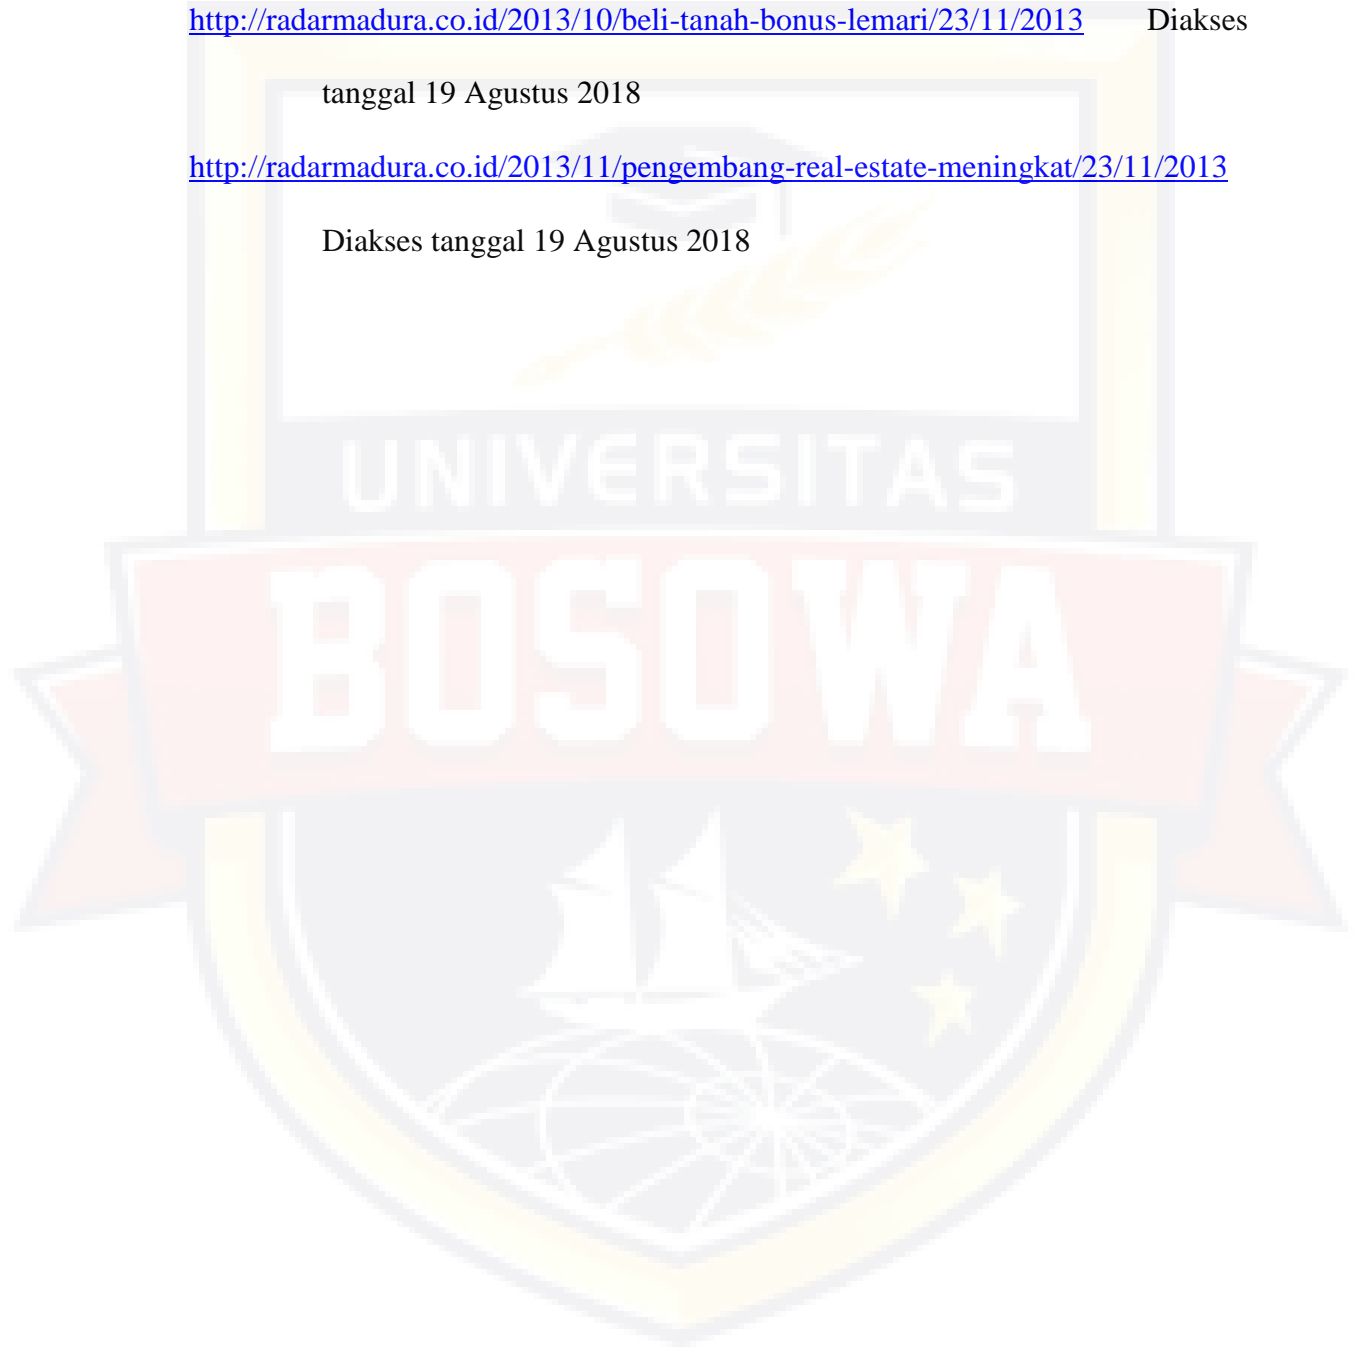 http://radarmadura.co.id/2013/10/beli-tanah-bonus-lemari/23/11/2013 Diakses
tanggal 19 Agustus 2018
http://radarmadura.co.id/2013/11/pengembang-real-estate-meningkat/23/11/2013
Diakses tanggal 19 Agustus 2018
UNIVERSITAS
BOSOWA